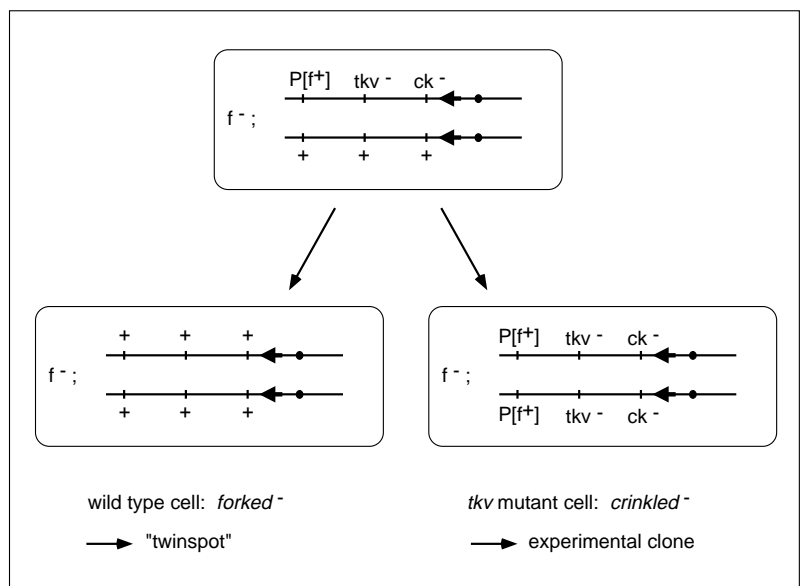 P[f+] tkv - ck -
f - ;
+ + +
+ + +
f - ;
+ + +
P[f+] tkv - ck -
f - ;
P[f+] tkv - ck -
wild type cell: forked -
"twinspot"
tkv mutant cell: crinkled -
experimental clone